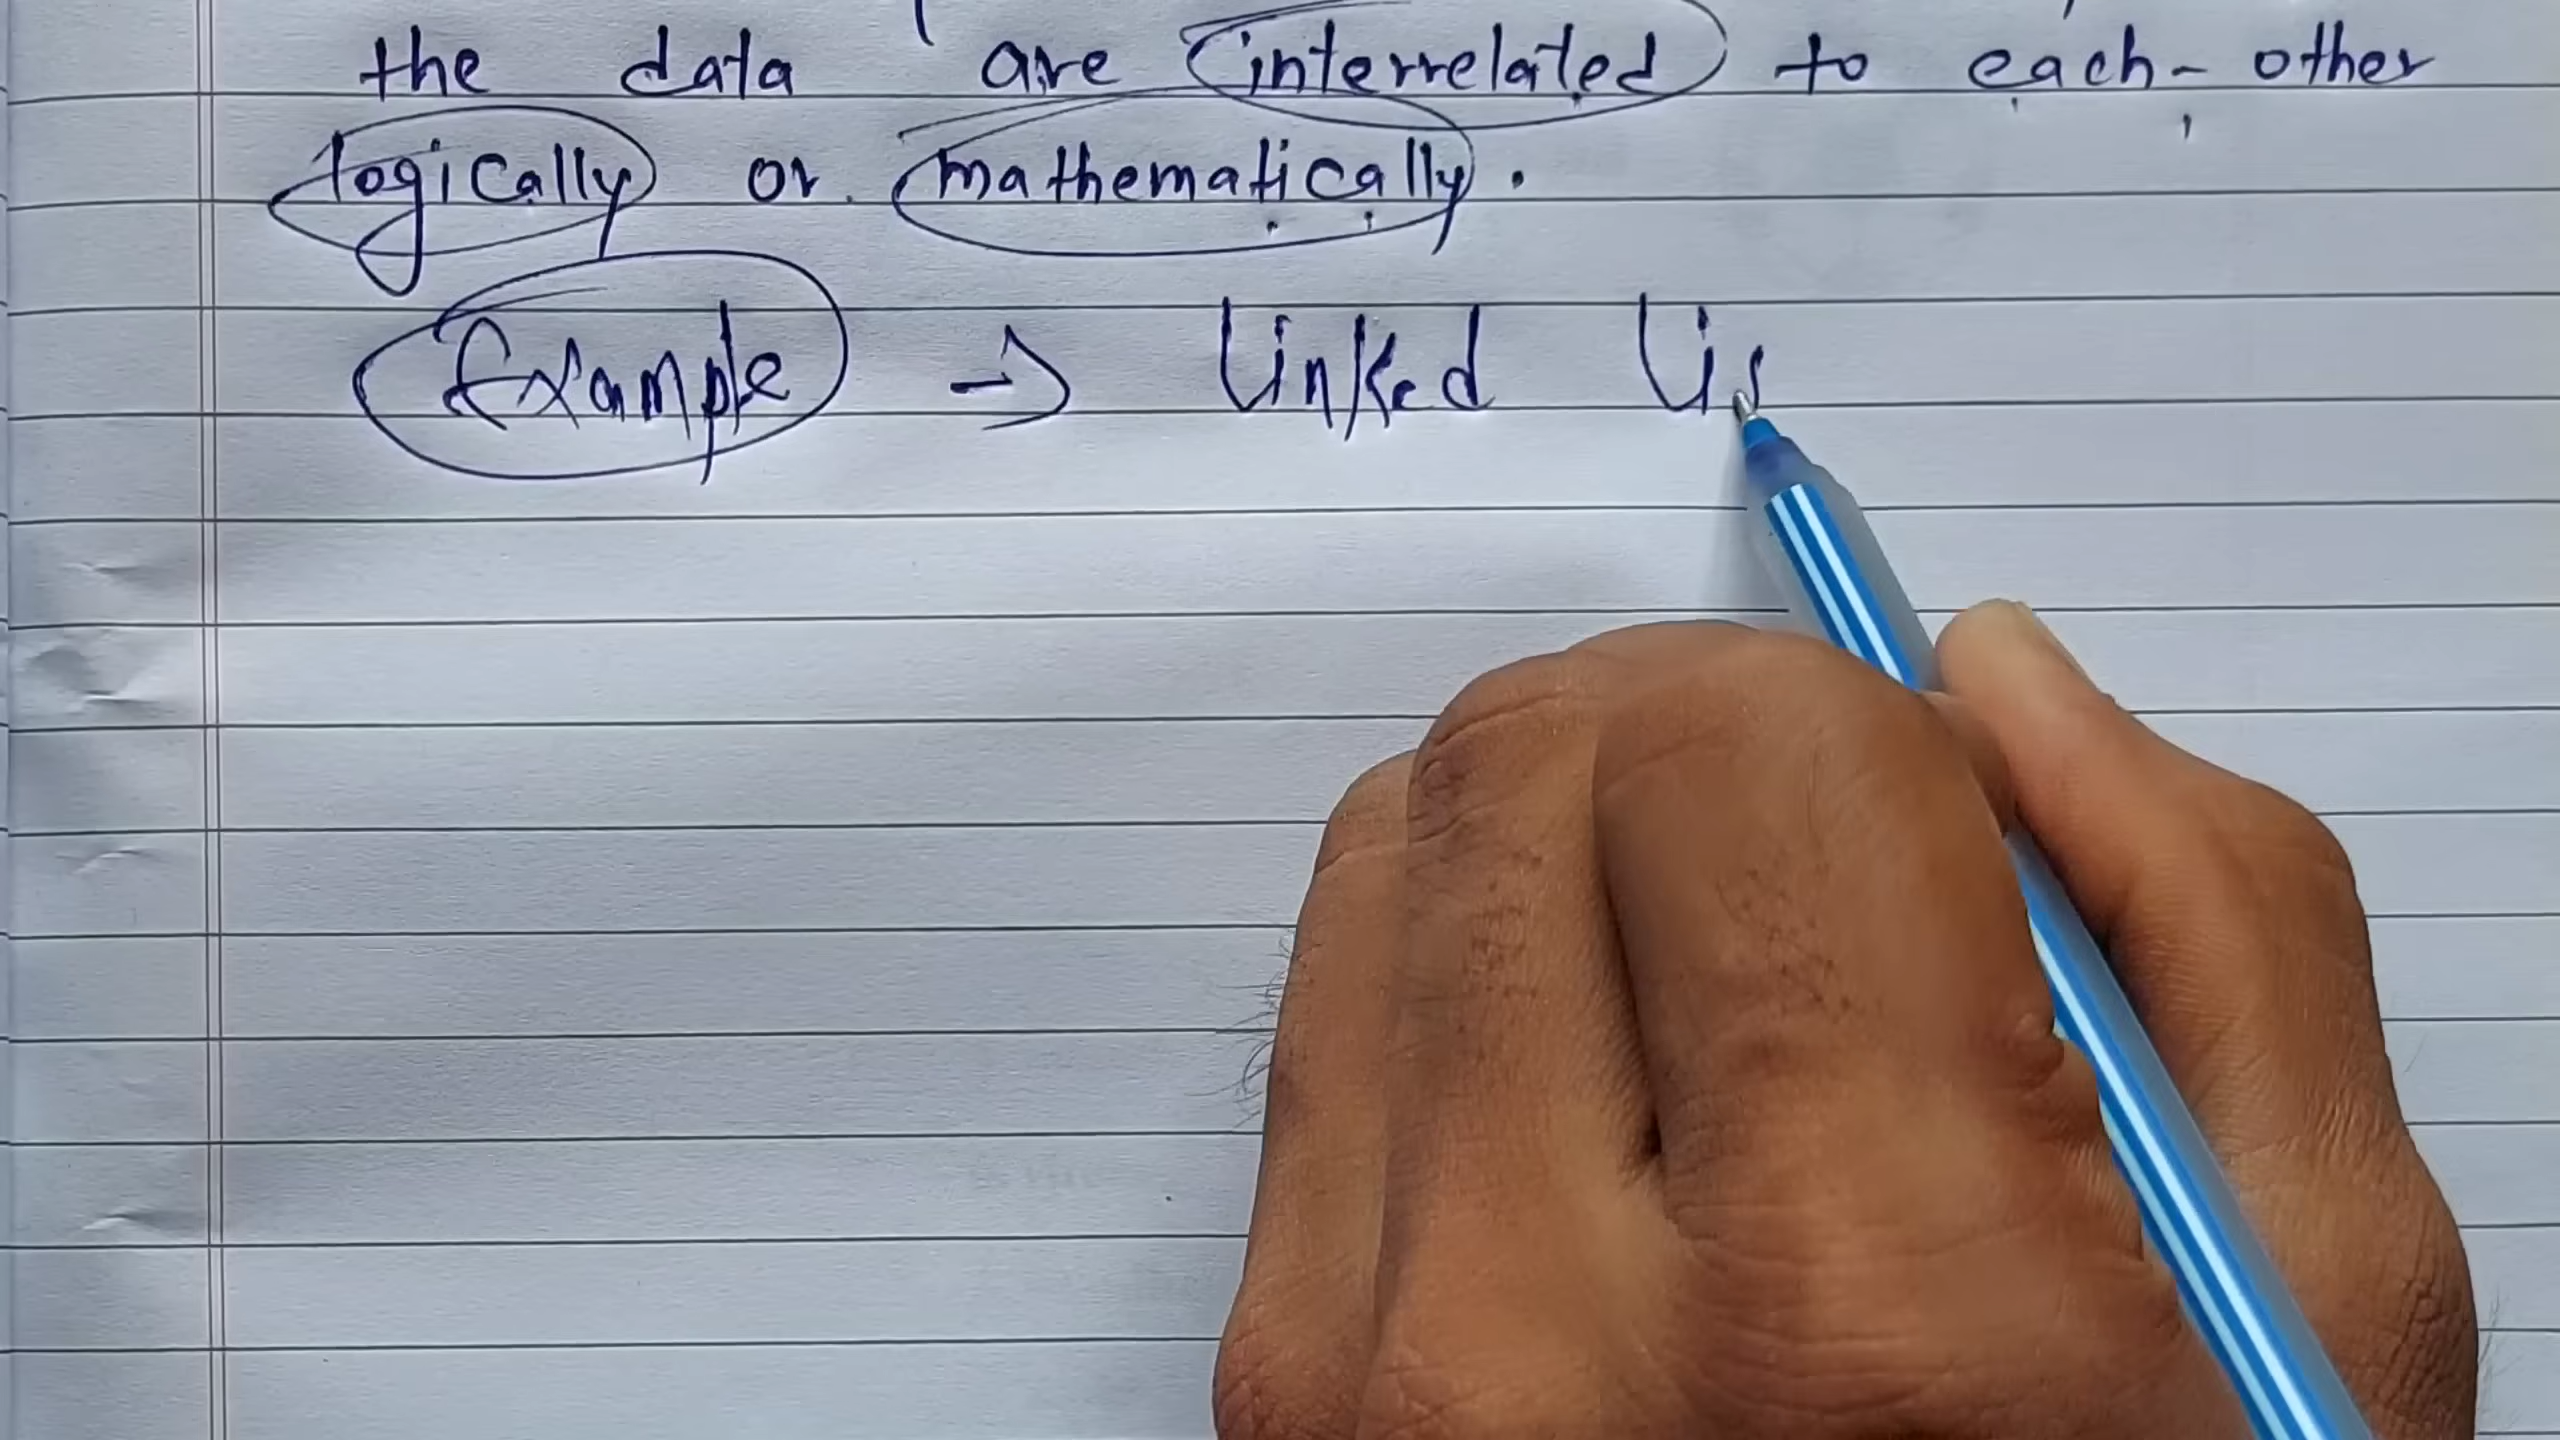 the data are interrelated to each-other
logically or mathematically.
Example → Linked Lis